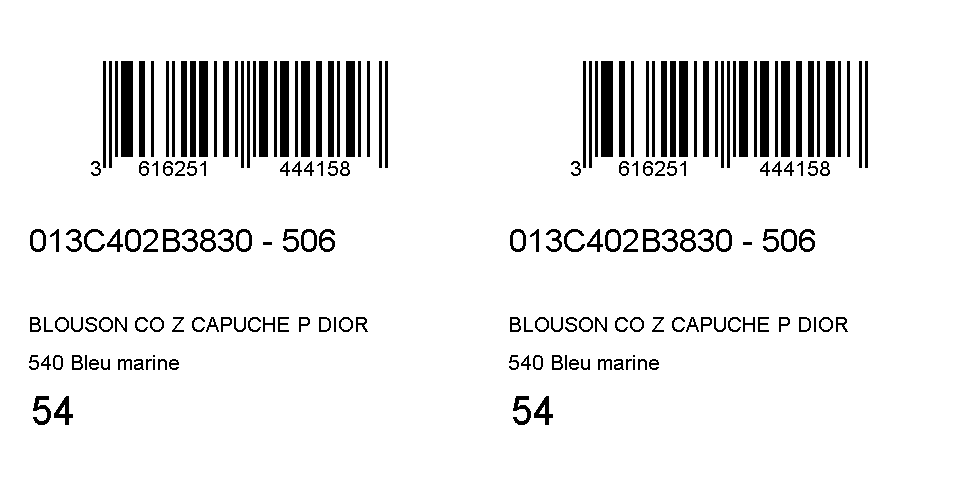 3 616251 444158
013C402B3830 - 506
BLOUSON CO Z CAPUCHE P DIOR
540 Bleu marine
54
3 616251 444158
013C402B3830 - 506
BLOUSON CO Z CAPUCHE P DIOR
540 Bleu marine
54